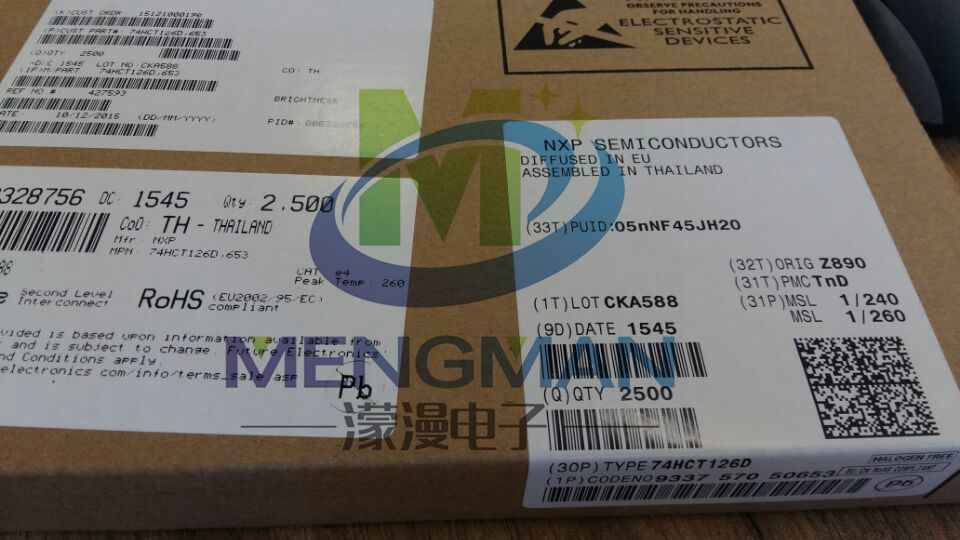 (K)CUST ORD#: 15121000190
(P)CUST PART#: 74HCT126D,653
(Q)QTY 2500
D/C:1545 LOT NO:CKA588
(1P)M/PART 74HCT126D,653
REF NO # 427593
DATE: 10/12/2015 (DD/MM/YYYY)
CO: TH
BRIGHTNESS
PID#:
OBSERVE PRECAUTIONS
FOR HANDLING
ELECTROSTATIC
SENSITIVE
DEVICES
328756 DC: 1545 Qty: 2,500
CoO: TH - THAILAND
Mfr: NXP
MPN: 74HCT126D,653
CAT e4
Peak Temp: 260
Second Level
Interconnect
RoHS (EU2002/95/EC)
compliant
vided is based upon information available from
and is subject to change. Future Electronics'
nd Conditions apply.
electronics.com/info/terms_sale.asp
Pb
NXP SEMICONDUCTORS
DIFFUSED IN EU
ASSEMBLED IN THAILAND
(33T)PUID:05nNF45JH20
(32T)ORIG Z890
(31T)PMC TnD
(31P)MSL 1/240
MSL 1/260
(1T)LOT CKA588
(9D)DATE 1545
(Q)QTY 2500
(30P)TYPE 74HCT126D
(1P)CODENO 9337 570 50653
HALOGEN FREE
EU/CN RoHS COMPLIANT
Pb
MENGMAN
濛漫电子